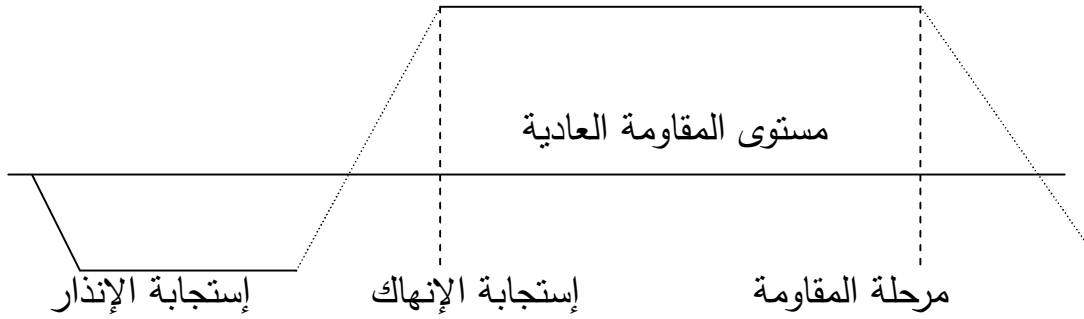 مستوى المقاومة العادية
مرحلة المقاومة
إستجابة الإنهاك
إستجابة الإنذار